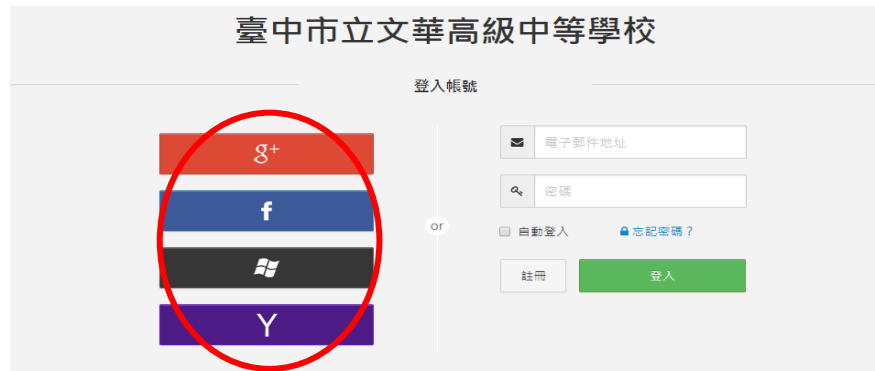 臺中市立文華高級中等學校
登入帳號
g+
f
Y
or
電子郵件地址
密碼
自動登入 忘記密碼？
註冊 登入